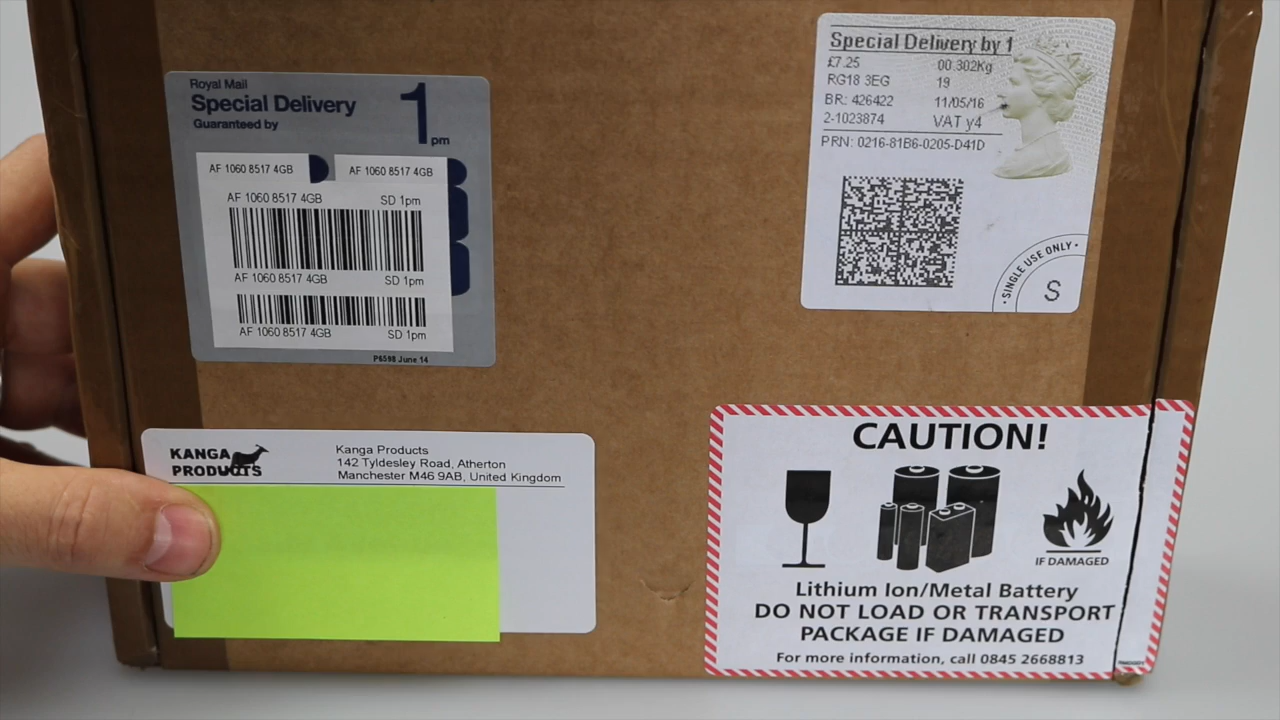 Royal Mail
Special Delivery
Guaranteed by
1pm
AF 1060 8517 4GB
AF 1060 8517 4GB
AF 1060 8517 4GB SD 1pm
AF 1060 8517 4GB SD 1pm
AF 1060 8517 4GB SD 1pm
P6598 June 14
Special Delivery by 1
£7.25 00.302Kg
RG18 3EG 19
BR: 426422 11/05/16
2-1023874 VAT y4
PRN: 0216-81B6-0205-D41D
• SINGLE USE ONLY •
S
KANGA
PRODUCTS
Kanga Products
142 Tyldesley Road, Atherton
Manchester M46 9AB, United Kingdom
CAUTION!
IF DAMAGED
Lithium Ion/Metal Battery
DO NOT LOAD OR TRANSPORT
PACKAGE IF DAMAGED
For more information, call 0845 2668813